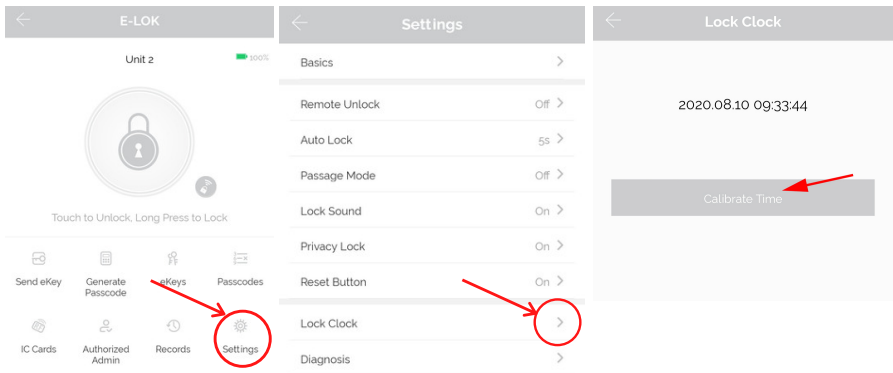 E-LOK
Unit 2
100%
Touch to Unlock, Long Press to Lock
Send eKey
Generate
Passcode
eKeys
Passcodes
IC Cards
Authorized
Admin
Records
Settings
Settings
Basics
Remote Unlock Off
Auto Lock 5s
Passage Mode Off
Lock Sound On
Privacy Lock On
Reset Button On
Lock Clock
Diagnosis
Lock Clock
2020.08.10 09:33:44
Calibrate Time